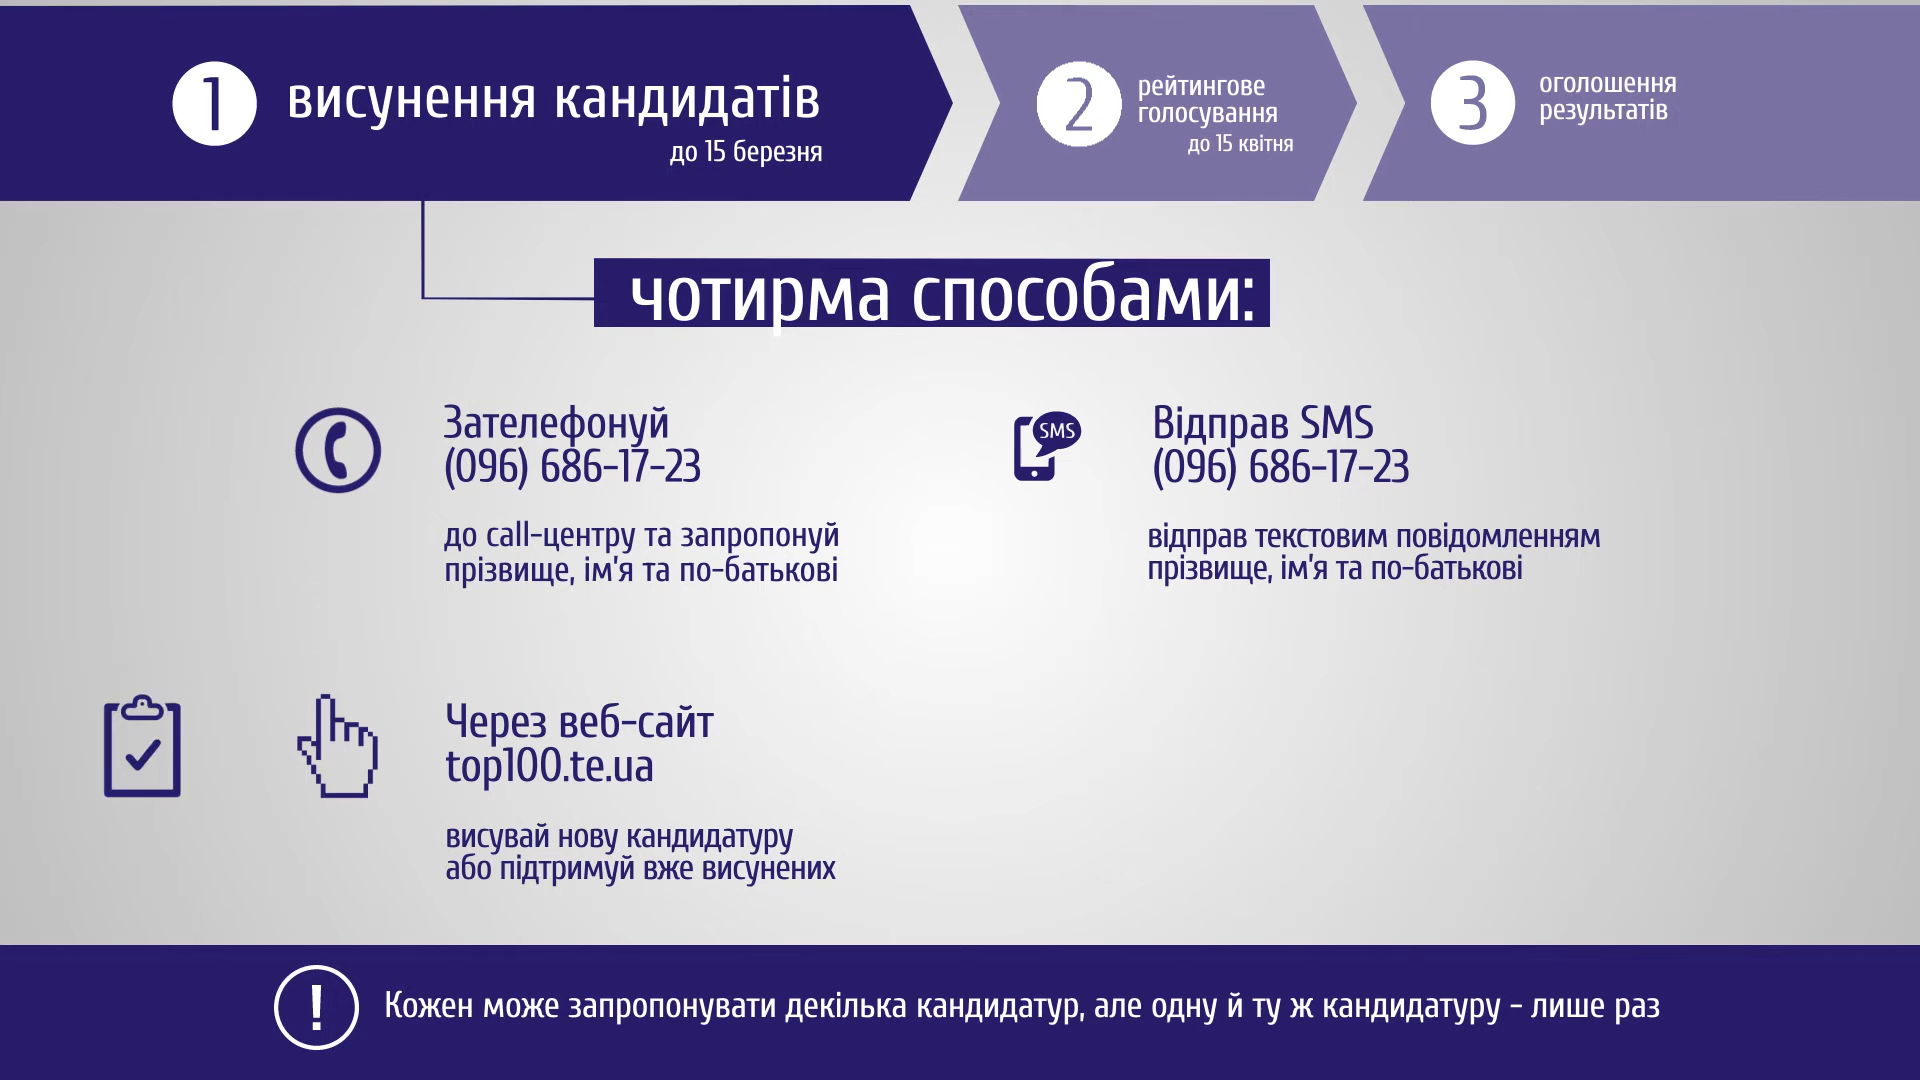 1
висунення кандидатів
до 15 березня
2
рейтингове
голосування
до 15 квітня
3
оголошення
результатів
чотирма способами:
Зателефонуй
(096) 686-17-23
до call-центру та запропонуй
прізвище, ім'я та по-батькові
SMS
Відправ SMS
(096) 686-17-23
відправ текстовим повідомленням
прізвище, ім'я та по-батькові
Через веб-сайт
top100.te.ua
висувай нову кандидатуру
або підтримуй вже висунених
!
Кожен може запропонувати декілька кандидатур, але одну й ту ж кандидатуру - лише раз